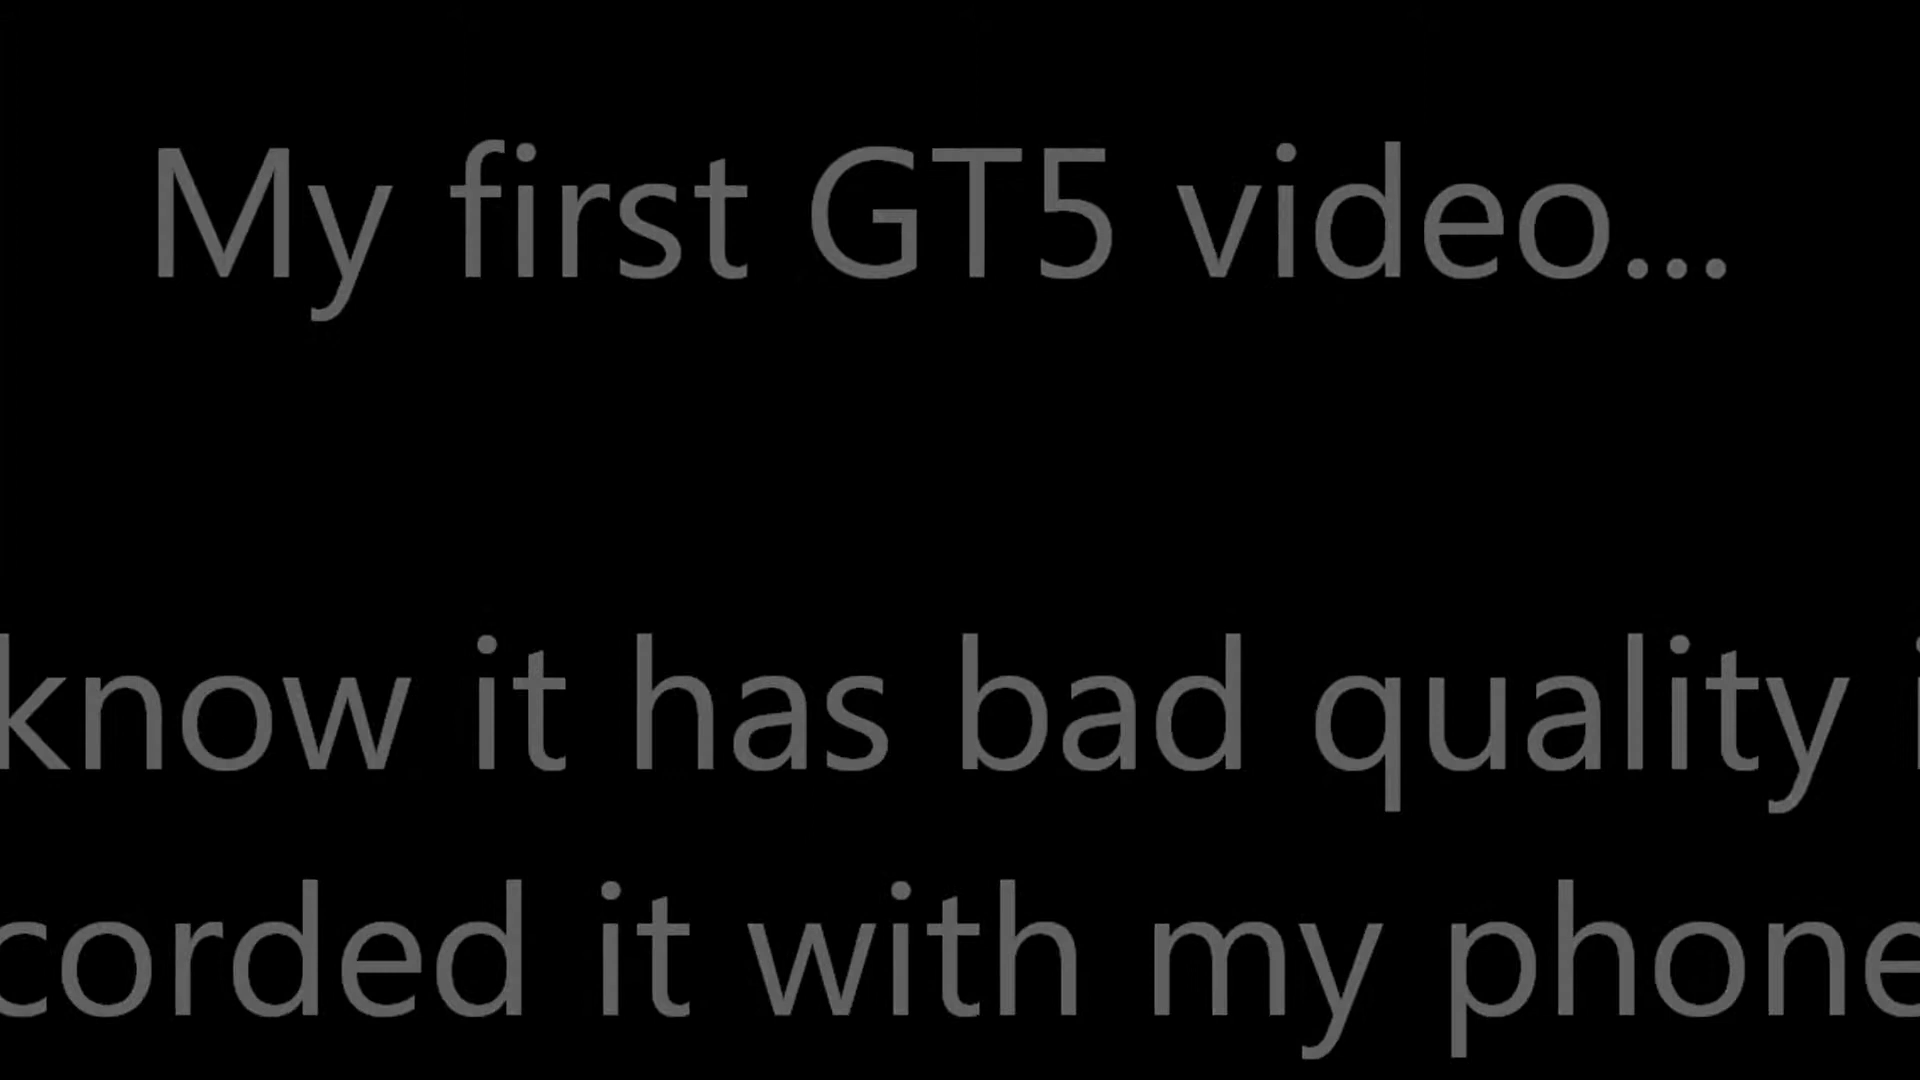 My first GT5 video...
know it has bad quality i
corded it with my phone